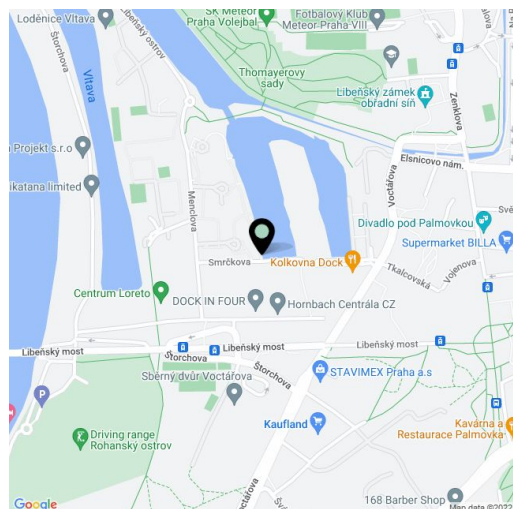 Loděnice Vltava
SK Meteor
Praha Volejbal
Fotbalový Klub
Meteor Praha VIII
Štorchova
Libeňský ostrov
Thomayerovy
sady
Vltava
Libeňský zámek
obřadní síň
Zenklova
Projekt s.r.o
Elsnicovo nám.
ikatana limited
Menclova
Voctářova
Divadlo pod Palmovkou
Supermarket BILLA
Smrčkova
Kolkovna Dock
Tkalcovská
Vojenova
Centrum Loreto
DOCK IN FOUR
Hornbach Centrála CZ
Libeňský most
Libeňský most
Libeňský most
Štorchova
Štorchova
STAVIMEX Praha a.s
Sběrný dvůr Voctářova
P
Kaufland
Driving range
Rohanský ostrov
Kavárna a
Restaurace Palmovka
Voctářova
168 Barber Shop
Google
Map data ©2022